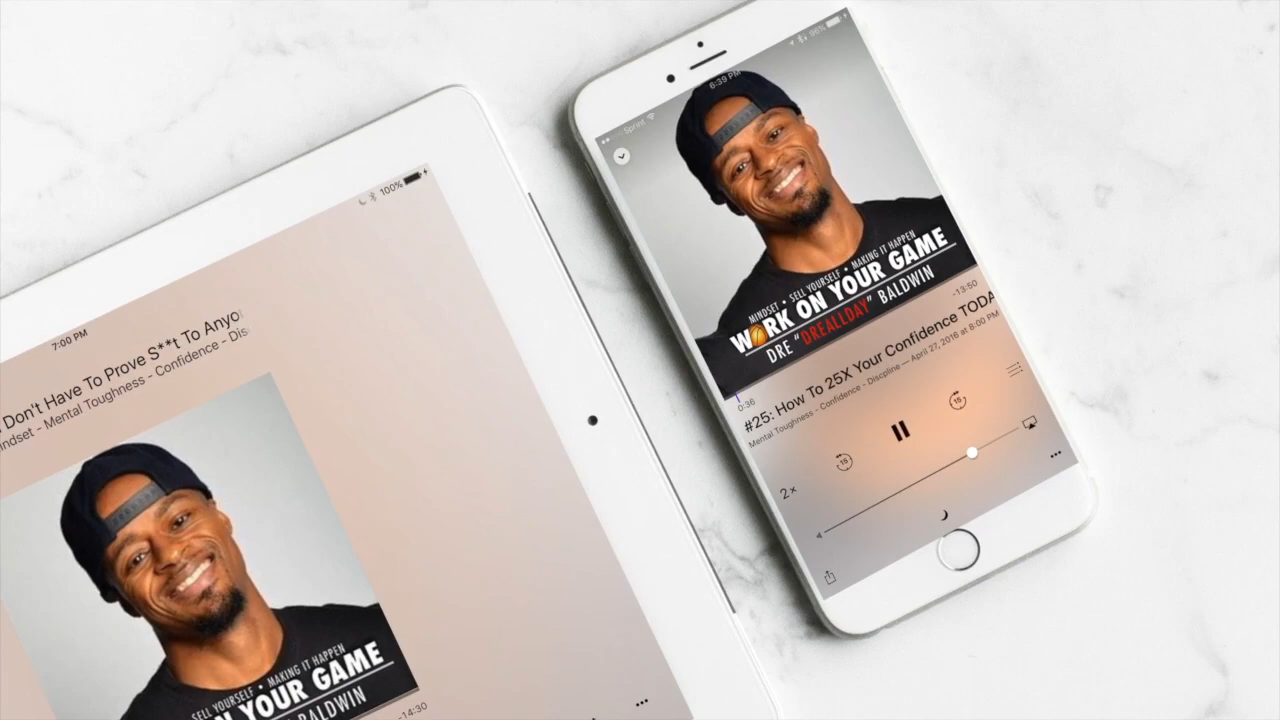 7:00 PM
100%
Don't Have To Prove S**t To Anyo
ndset - Mental Toughness - Confidence - Dis
SELL YOURSELF • MAKING IT HAPPEN
YOUR GAME
BALDWIN
-14:30
Sprint
6:39 PM
96%
MINDSET • SELL YOURSELF • MAKING IT HAPPEN
WORK ON YOUR GAME
DRE "DREALLDAY" BALDWIN
0:36
-13:50
#25: How To 25X Your Confidence TODA
Mental Toughness - Confidence - Discpline — April 27, 2016 at 8:00 PM
15
15
2×